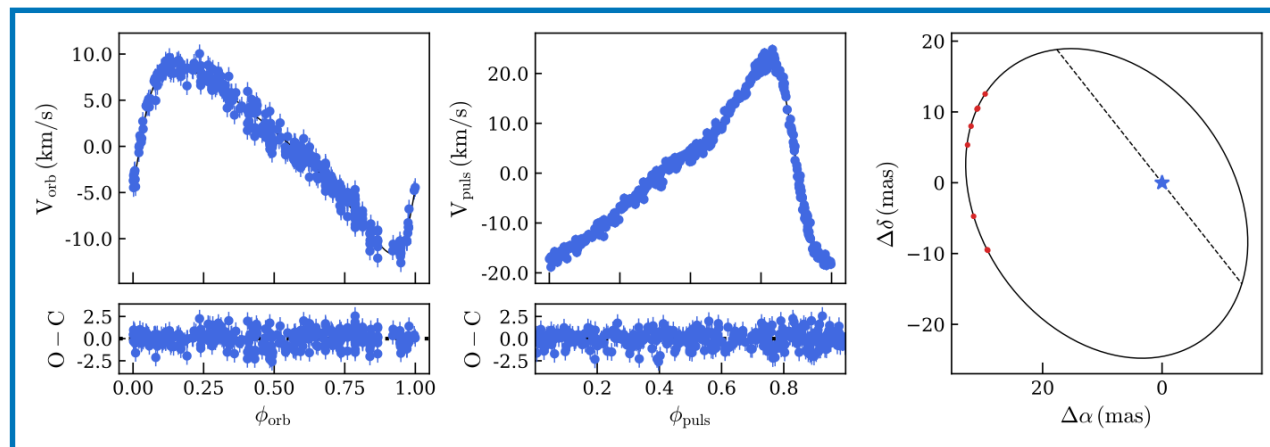 V_orb (km/s)
10.0
5.0
0.0
-5.0
-10.0
O − C
2.5
0.0
-2.5
0.00 0.25 0.50 0.75 1.00
ϕ_orb
V_puls (km/s)
20.0
10.0
0.0
-10.0
-20.0
O − C
2.5
0.0
-2.5
0.2 0.4 0.6 0.8
ϕ_puls
Δδ (mas)
20
10
0
−10
−20
20 0
Δα (mas)